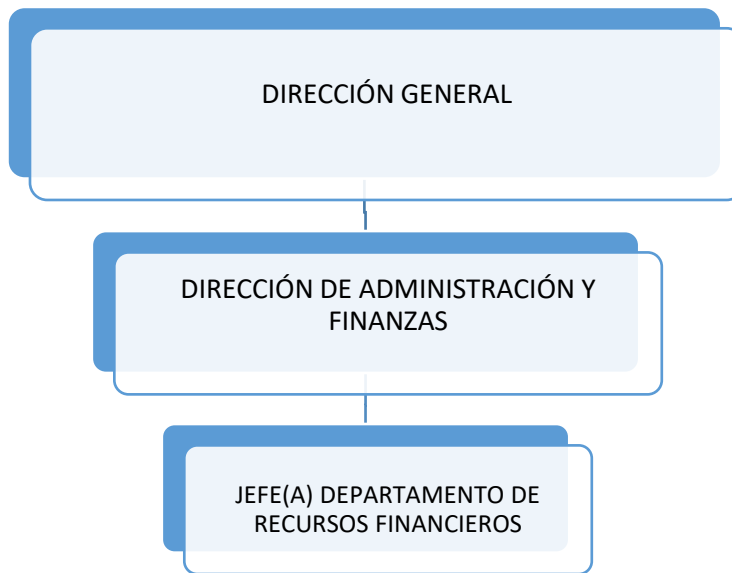 DIRECCIÓN GENERAL
DIRECCIÓN DE ADMINISTRACIÓN Y
FINANZAS
JEFE(A) DEPARTAMENTO DE
RECURSOS FINANCIEROS